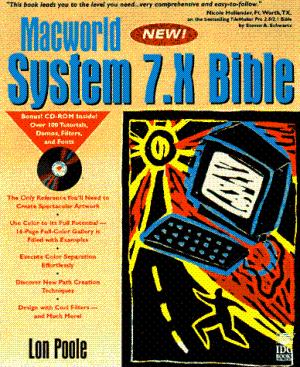 "This book leads you to the level you need...very comprehensive and easy-to-follow."
Nicole Hollander, Ft. Worth, TX,
on the bestselling FileMaker Pro 2.0/2.1 Bible
by Steven A. Schwartz
Macworld
NEW!
System 7.X Bible
Bonus! CD-ROM Inside!
Over 100 Tutorials,
Demos, Filters,
and Fonts
The Only Reference You'll Need to
Create Spectacular Artwork
•
Use Color to its Full Potential—
16-Page Full-Color Gallery is
Filled with Examples
•
Execute Color Separation
Effortlessly
•
Discover New Path Creation
Techniques
•
Design with Cool Filters—
and Much More!
Lon Poole
IDG
BOOKS